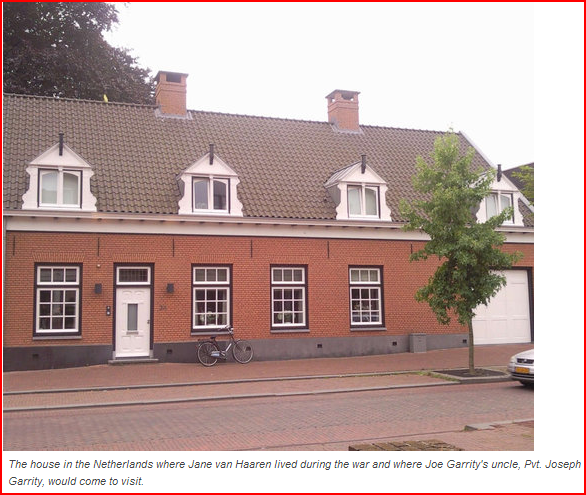 The house in the Netherlands where Jane van Haaren lived during the war and where Joe Garrity's uncle, Pvt. Joseph
Garrity, would come to visit.